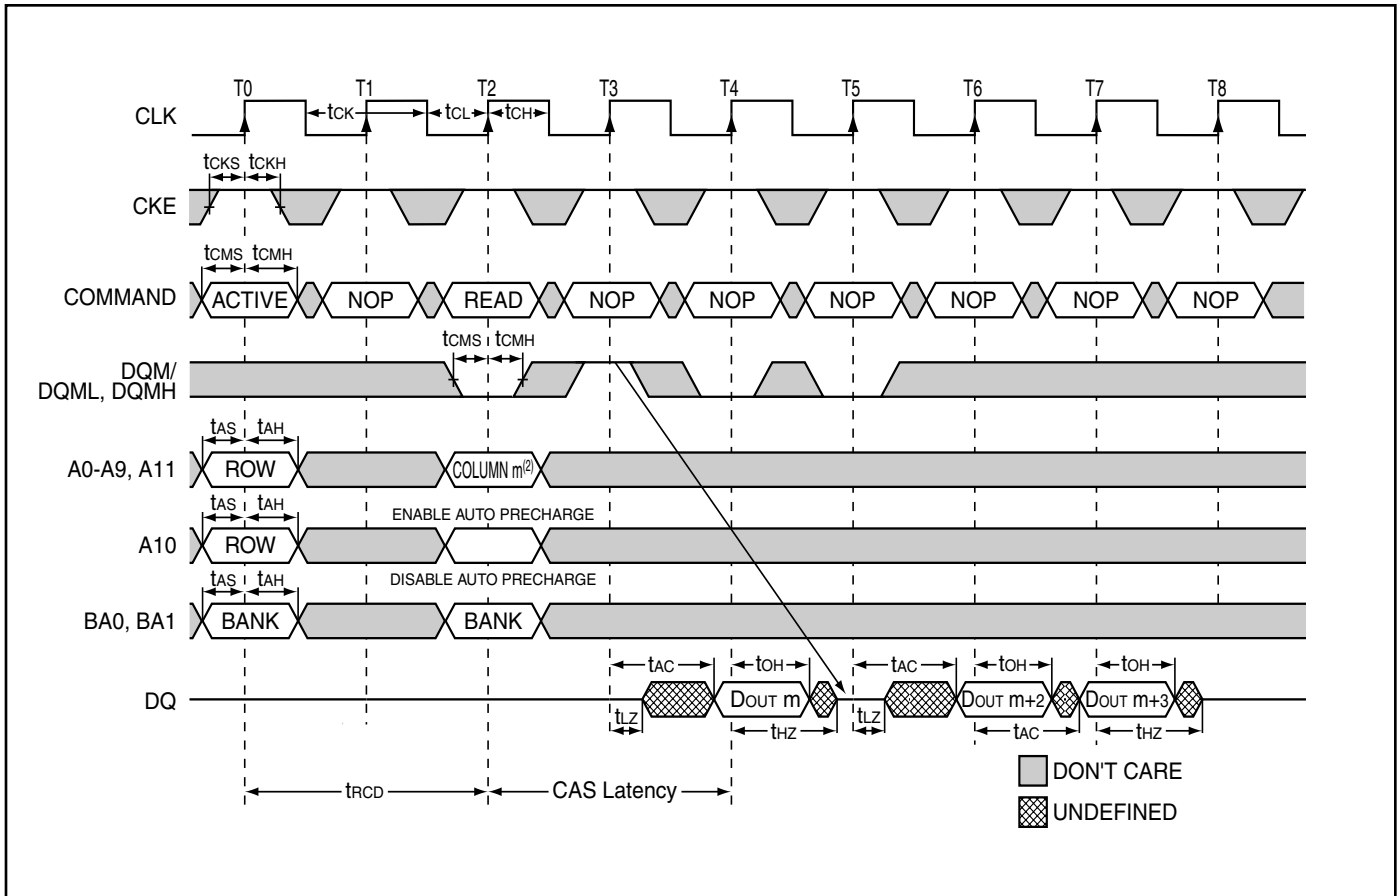 T0 T1 T2 T3 T4 T5 T6 T7 T8
CLK tCK tCL tCH
tCKS tCKH
CKE
tCMS tCMH
COMMAND ACTIVE NOP READ NOP NOP NOP NOP NOP NOP
tCMS tCMH
DQM/
DQML, DQMH
tAS tAH
A0-A9, A11 ROW COLUMN m(2)
tAS tAH ENABLE AUTO PRECHARGE
A10 ROW
tAS tAH DISABLE AUTO PRECHARGE
BA0, BA1 BANK BANK
tAC tOH tAC tOH tOH
DQ DOUT m DOUT m+2 DOUT m+3
tLZ tHZ tLZ tAC tHZ
DON'T CARE
tRCD CAS Latency
UNDEFINED